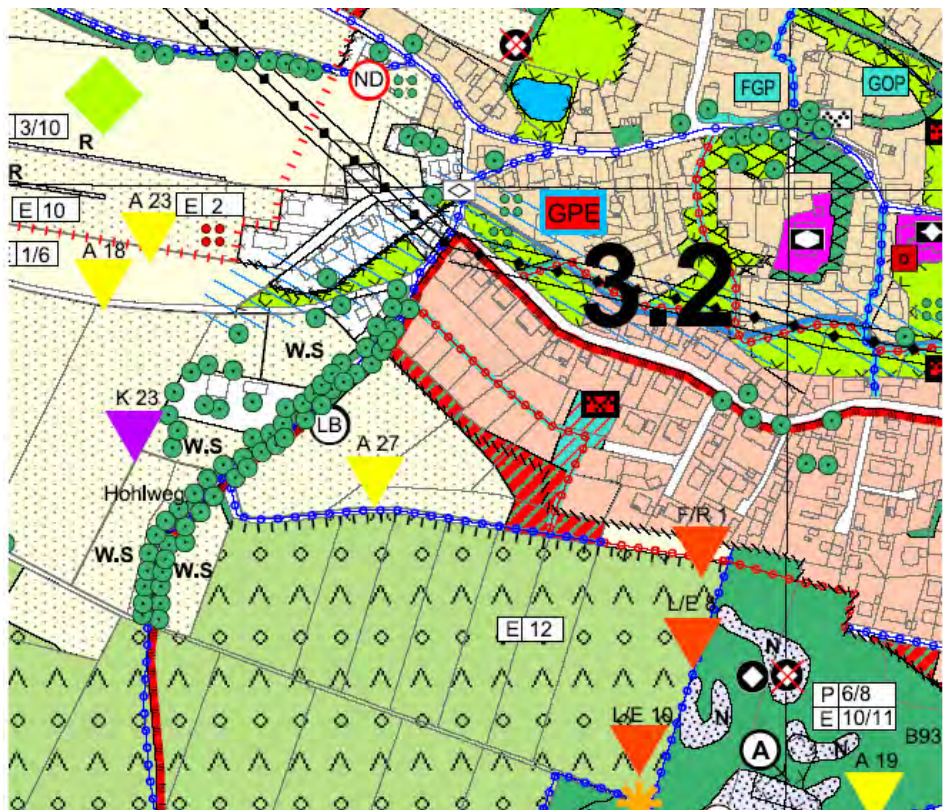 ND
FGP
GOP
3/10
R
R
E 10
A 23
E 2
GPE
1/6
A 18
3.2
W.S
K 23
LB
W.S
A 27
Hohlweg
F/R 1
W.S
W.S
L/E 8
E 12
N
P 6/8
E 10/11
L/E 10
N
N
B93
A
A 19